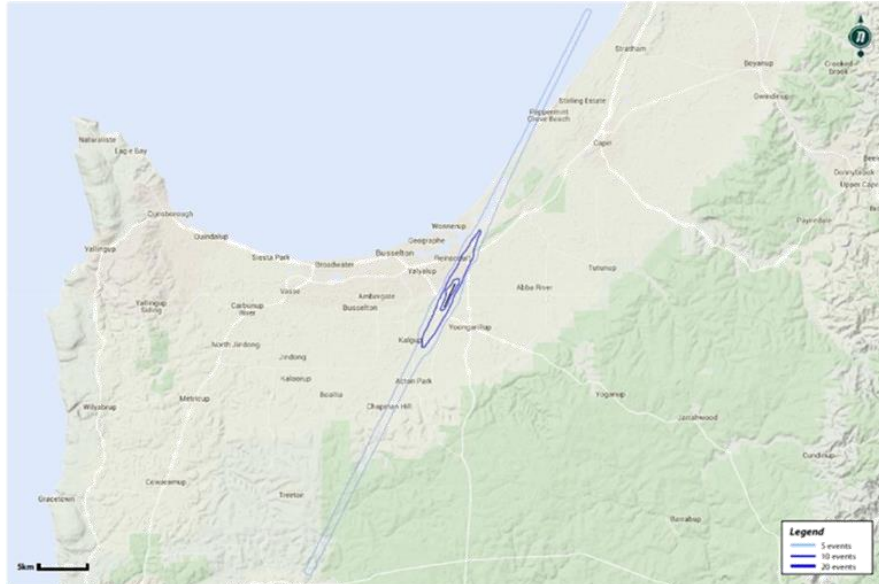 Stratham
Boyanup
Crooked
Brook
Gwindinup
Stirling Estate
Peppermint
Grove Beach
Naturaliste
Eagle Bay
Capel
Donnybrook
Upper Capel
Dunsborough
Quindalup
Wonnerup
Geographe
Paynedale
Yallingup
Siesta Park
Broadwater
Busselton
Reinscourt
Yalyalup
Tutunup
Vasse
Ambergate
Abba River
Yallingup
Siding
Carbunup
River
Busselton
Yoongarillup
Kalgup
North Jindong
Jindong
Kaloorup
Acton Park
Metricup
Boallia
Yoganup
Wilyabrup
Chapman Hill
Jarrahwood
Cundinup
Cowaramup
Treeton
Gracetown
Barrabup
5km
Legend
5 events
10 events
20 events